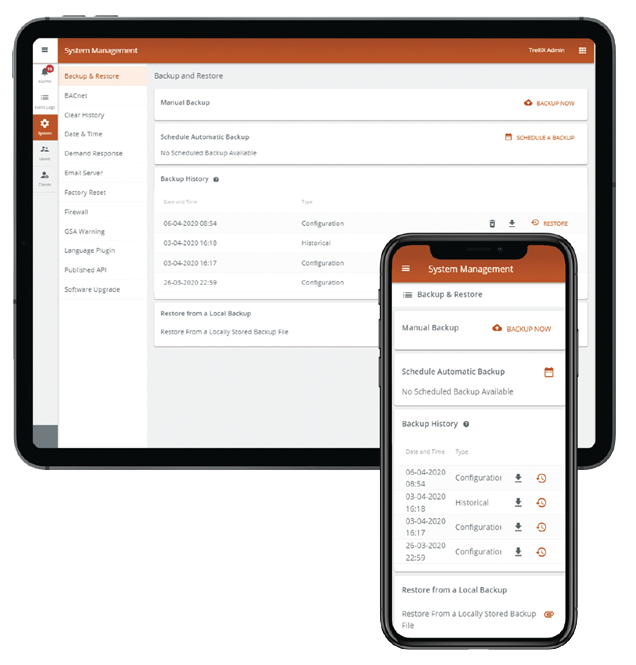 System Management
TrellIX Admin
Event Logs
System
Users
Clients
Backup & Restore
BACnet
Clear History
Date & Time
Demand Response
Email Server
Factory Reset
Firewall
GSA Warning
Language Plugin
Published API
Software Upgrade
Backup and Restore
Manual Backup
BACKUP NOW
Schedule Automatic Backup
SCHEDULE A BACKUP
No Scheduled Backup Available
Backup History
Date and Time Type
06-04-2020 08:54 Configuration RESTORE
03-04-2020 16:18 Historical
03-04-2020 16:17 Configuration
26-03-2020 22:59 Configuration
Restore from a Local Backup
Restore From a Locally Stored Backup File
System Management
Backup & Restore
Manual Backup BACKUP NOW
Schedule Automatic Backup
No Scheduled Backup Available
Backup History
Date and Time Type
06-04-2020
08:54
Configuration
03-04-2020
16:18
Historical
03-04-2020
16:17
Configuration
26-03-2020
22:59
Configuration
Restore from a Local Backup
Restore From a Locally Stored Backup
File